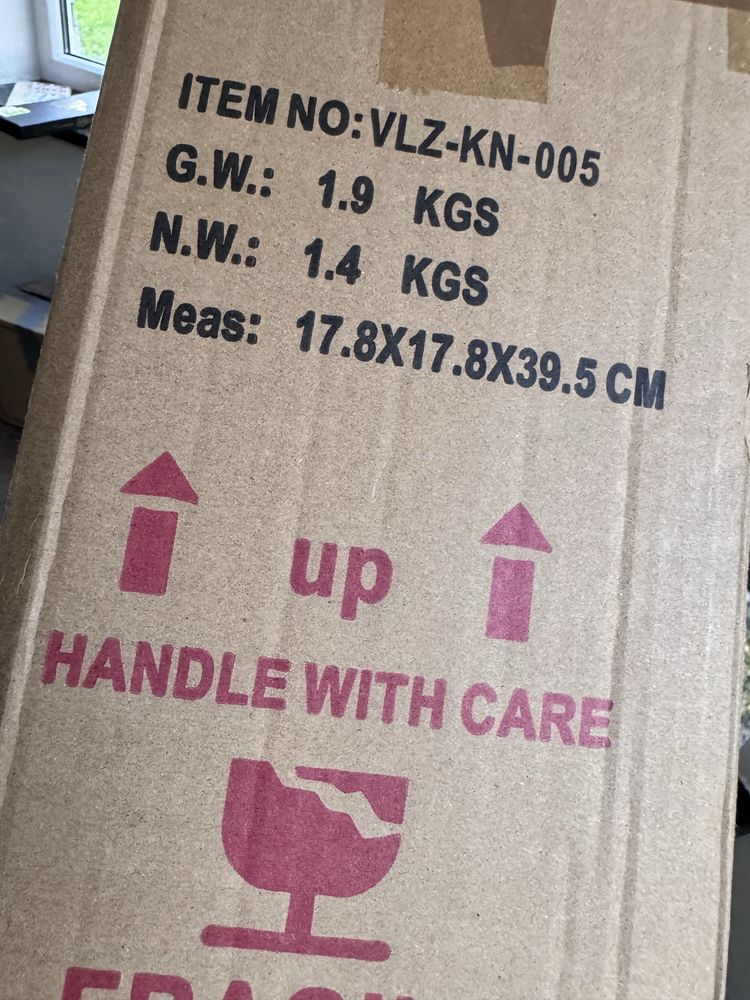 ITEM NO:VLZ-KN-005
G.W.: 1.9 KGS
N.W.: 1.4 KGS
Meas: 17.8X17.8X39.5 CM
up
HANDLE WITH CARE